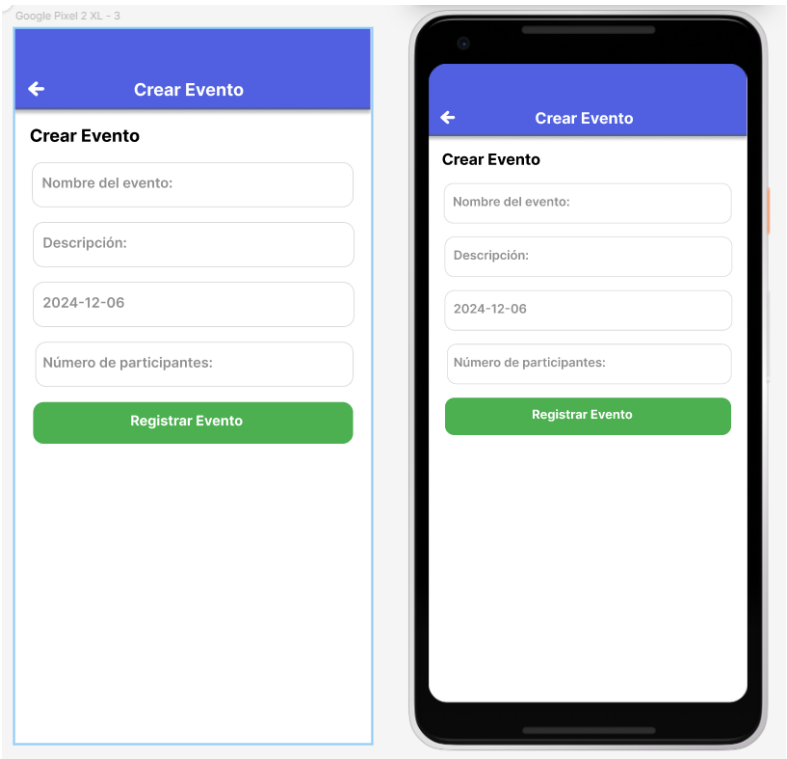 Google Pixel 2 XL - 3
Crear Evento
Crear Evento
Nombre del evento:
Descripción:
2024-12-06
Número de participantes:
Registrar Evento
Crear Evento
Crear Evento
Nombre del evento:
Descripción:
2024-12-06
Número de participantes:
Registrar Evento